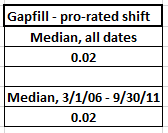 Gapfill - pro-rated shift
Median, all dates
0.02
Median, 3/1/06 - 9/30/11
0.02